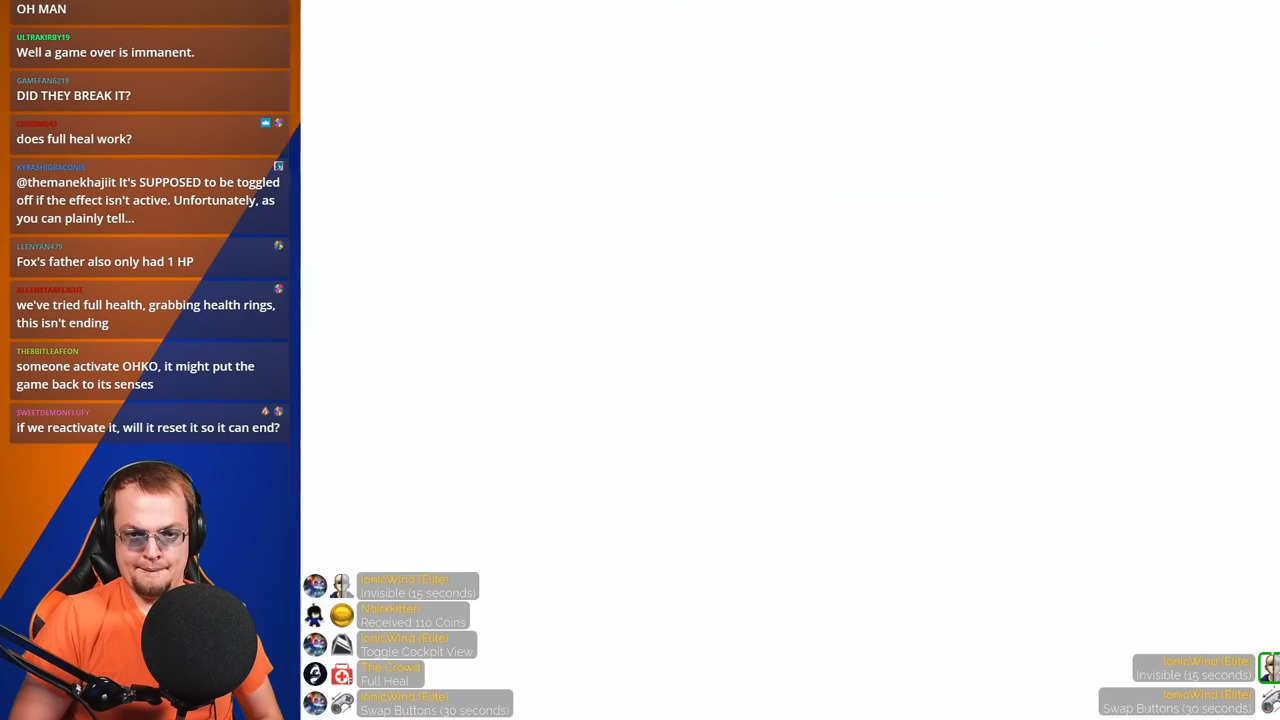 OH MAN
ULTRAKIRBY19
Well a game over is immanent.
GAMEFAN6219
DID THEY BREAK IT?
does full heal work?
KYRASHIDRACONIS
@themanekhajiit It's SUPPOSED to be toggled
off if the effect isn't active. Unfortunately, as
you can plainly tell...
LEENYAN479
Fox's father also only had 1 HP
ALLENSTARFLIGHT
we've tried full health, grabbing health rings,
this isn't ending
THE8BITLEAFEON
someone activate OHKO, it might put the
game back to its senses
SWEETDEMONFLUFY
if we reactivate it, will it reset it so it can end?
IonicWind (Elite)
Invisible (15 seconds)
Noirxkitten
Received 110 Coins
IonicWind (Elite)
Toggle Cockpit View
The Crowd
Full Heal
IonicWind (Elite)
Swap Buttons (30 seconds)
IonicWind (Elite)
Invisible (15 seconds)
IonicWind (Elite)
Swap Buttons (30 seconds)